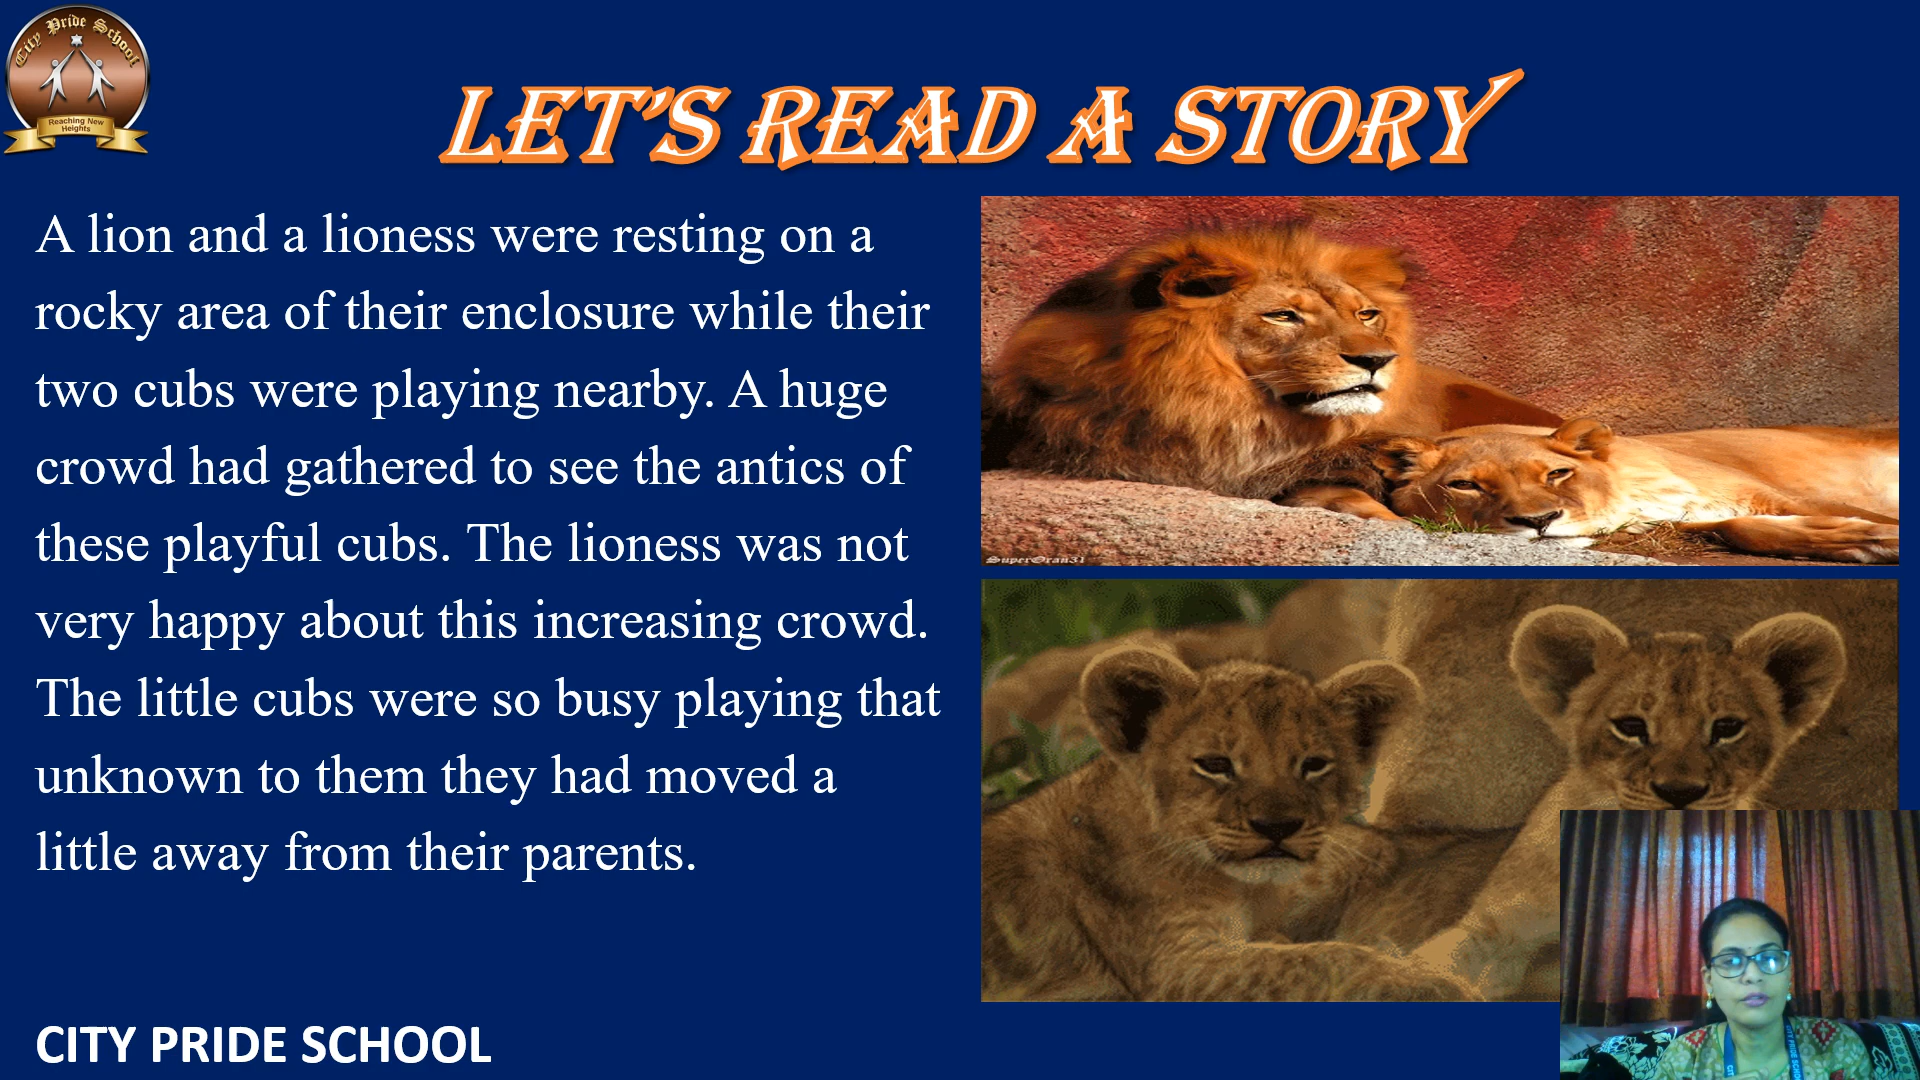 City Pride School
Reaching New
Heights
LET'S READ A STORY
A lion and a lioness were resting on a
rocky area of their enclosure while their
two cubs were playing nearby. A huge
crowd had gathered to see the antics of
these playful cubs. The lioness was not
very happy about this increasing crowd.
The little cubs were so busy playing that
unknown to them they had moved a
little away from their parents.
SuperOran31
CITY PRIDE SCHOOL